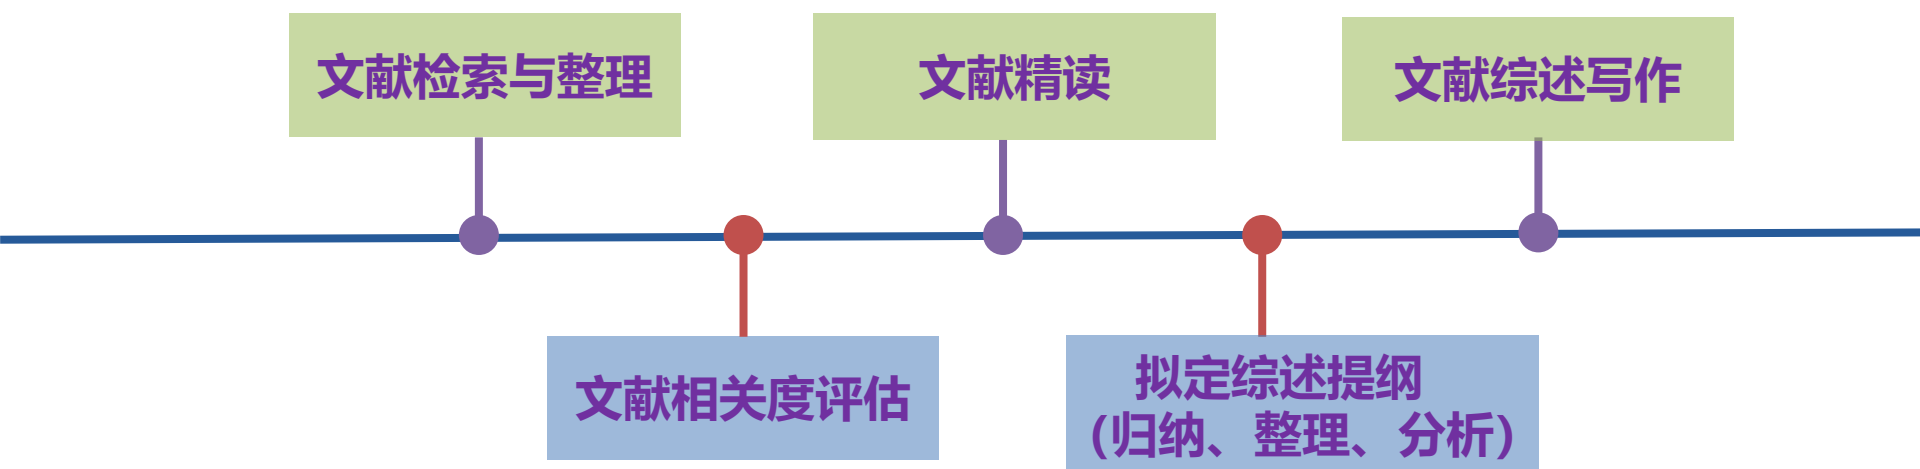 文献检索与整理
文献精读
文献综述写作
文献相关度评估
拟定综述提纲
（归纳、整理、分析）